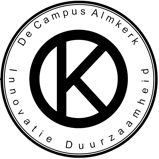 De Campus Almkerk
K
Innovatie Duurzaamheid